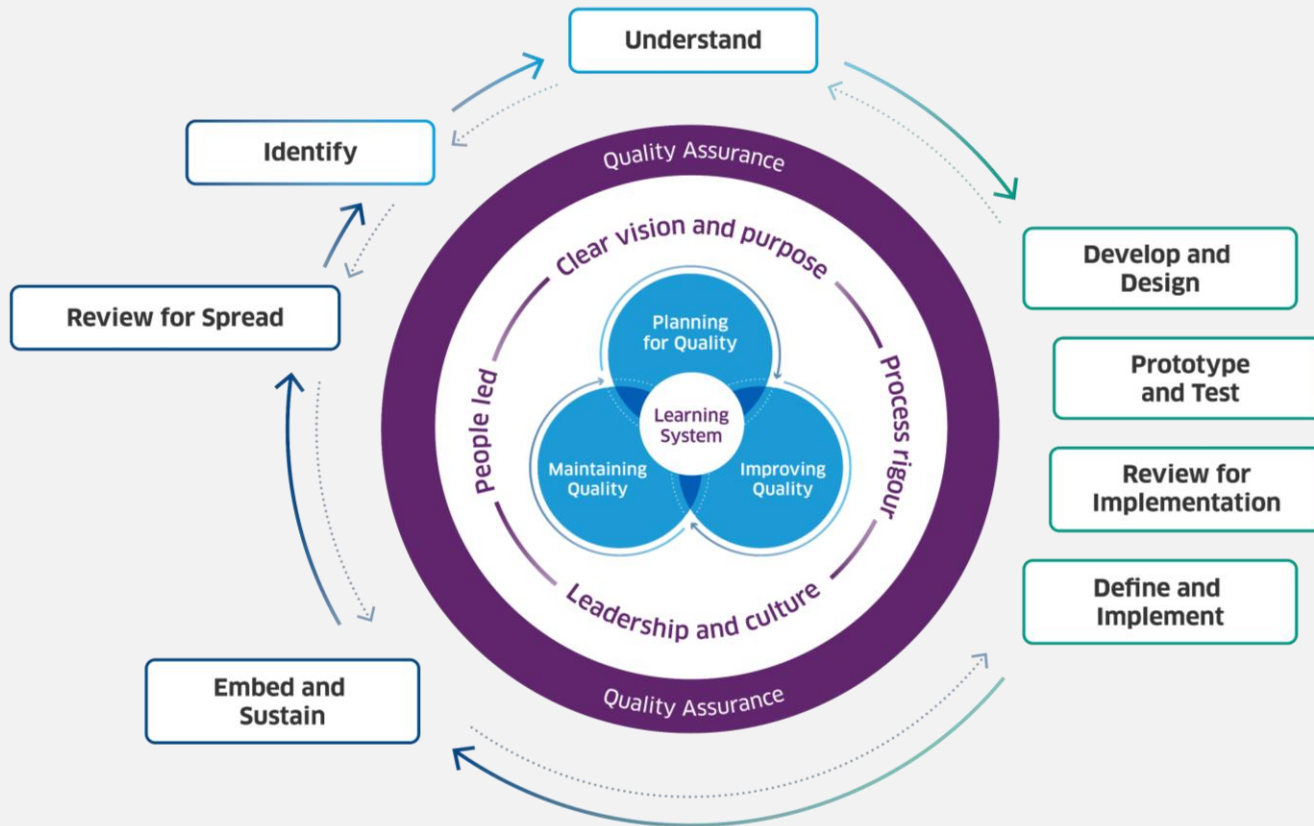 Understand
Identify
Review for Spread
Develop and
Design
Prototype
and Test
Review for
Implementation
Define and
Implement
Embed and
Sustain
Quality Assurance
Clear vision and purpose
Process rigour
Leadership and culture
People led
Planning
for Quality
Learning
System
Maintaining
Quality
Improving
Quality
Quality Assurance